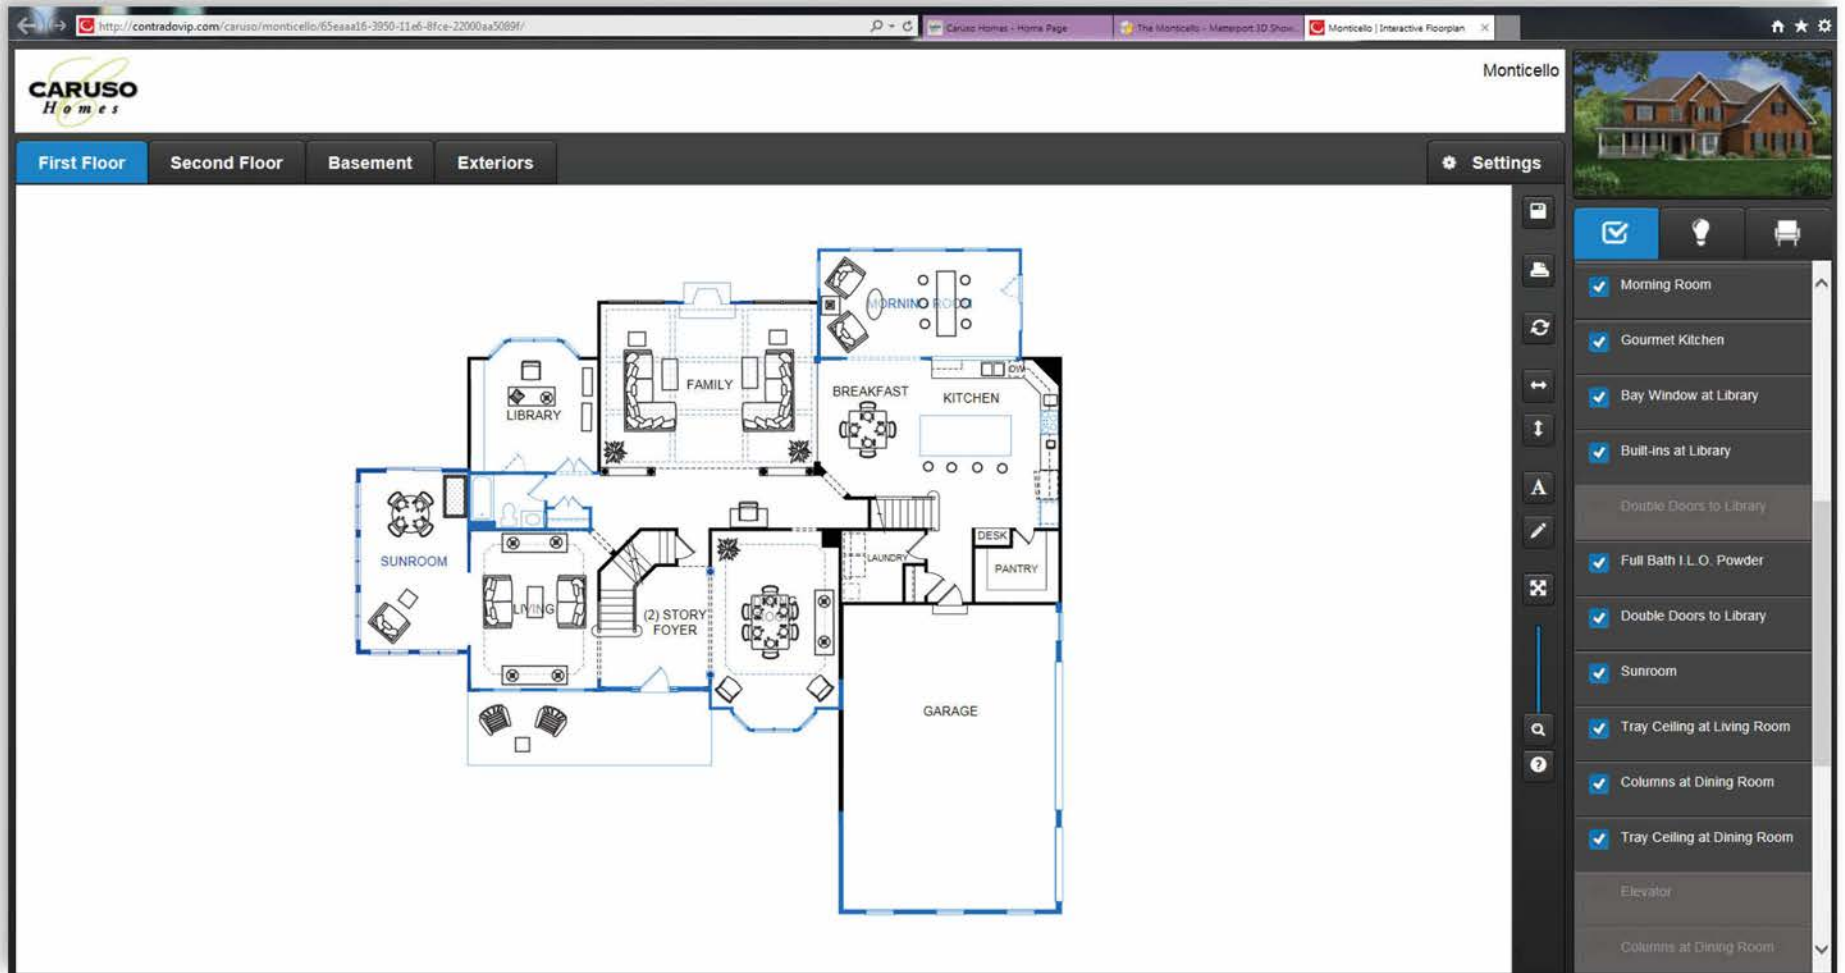 http://contradovip.com/caruso/monticello/65eaaa16-3950-11e6-8fce-22000aa5089f/
Caruso Homes - Home Page
The Monticello - Matterport 3D Show...
Monticello | Interactive Floorplan
CARUSO
Homes
Monticello
First Floor
Second Floor
Basement
Exteriors
Settings
MORNING ROOM
FAMILY
BREAKFAST
KITCHEN
DW
LIBRARY
SUNROOM
LIVING
(2) STORY
FOYER
LAUNDRY
DESK
PANTRY
GARAGE
A
Morning Room
Gourmet Kitchen
Bay Window at Library
Built-ins at Library
Double Doors to Library
Full Bath I.L.O. Powder
Double Doors to Library
Sunroom
Tray Ceiling at Living Room
Columns at Dining Room
Tray Ceiling at Dining Room
Elevator
Columns at Dining Room